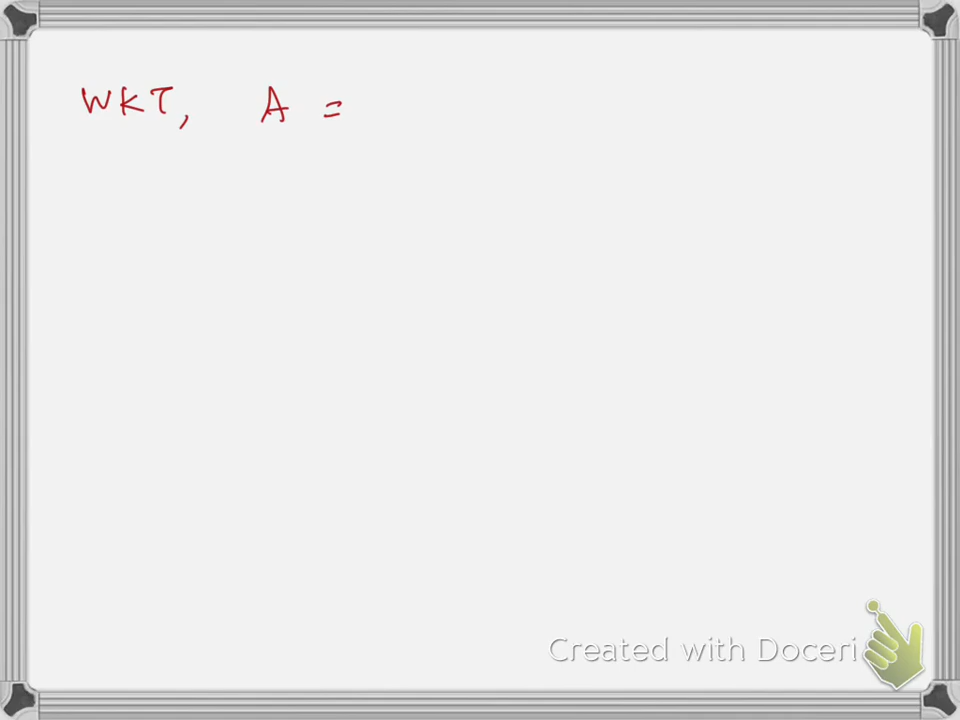 WKT, A =
Created with Doceri